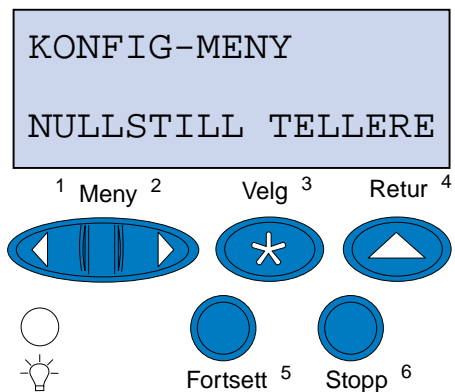 KONFIG-MENY
NULLSTILL TELLERE
1 Meny 2 Velg 3 Retur 4
Fortsett 5 Stopp 6